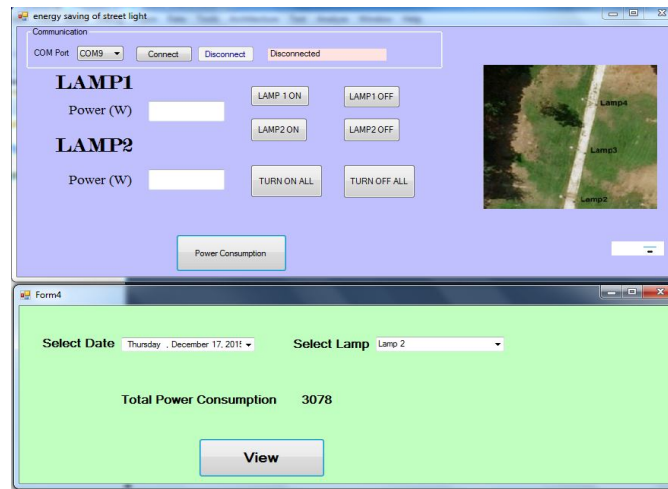 energy saving of street light
Communication
COM Port COM9 Connect Disconnect Disconnected
LAMP1
Power (W)
LAMP 1 ON LAMP1 OFF
LAMP2 ON LAMP2 OFF
LAMP2
Power (W)
TURN ON ALL TURN OFF ALL
Lamp4
Lamp3
Lamp2
Power Consumption
Form4
Select Date Thursday , December 17, 2015 Select Lamp Lamp 2
Total Power Consumption 3078
View